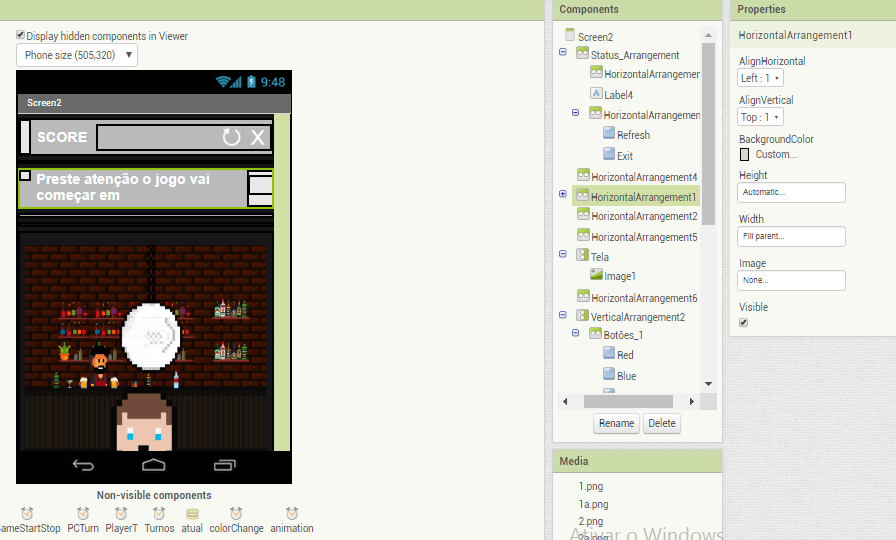 Components
Properties
Display hidden components in Viewer
Phone size (505,320)
9:48
Screen2
SCORE
Preste atenção o jogo vai
começar em
Non-visible components
GameStartStop PCTurn PlayerT Turnos atual colorChange animation
Screen2
Status_Arrangement
HorizontalArrangemen
Label4
HorizontalArrangemen
Refresh
Exit
HorizontalArrangement4
HorizontalArrangement1
HorizontalArrangement2
HorizontalArrangement5
Tela
Image1
HorizontalArrangement6
VerticalArrangement2
Botões_1
Red
Blue
Rename Delete
Media
1.png
1a.png
2.png
2a.png
Ativar o Windows
HorizontalArrangement1
AlignHorizontal
Left : 1
AlignVertical
Top : 1
BackgroundColor
Custom...
Height
Automatic...
Width
Fill parent...
Image
None...
Visible